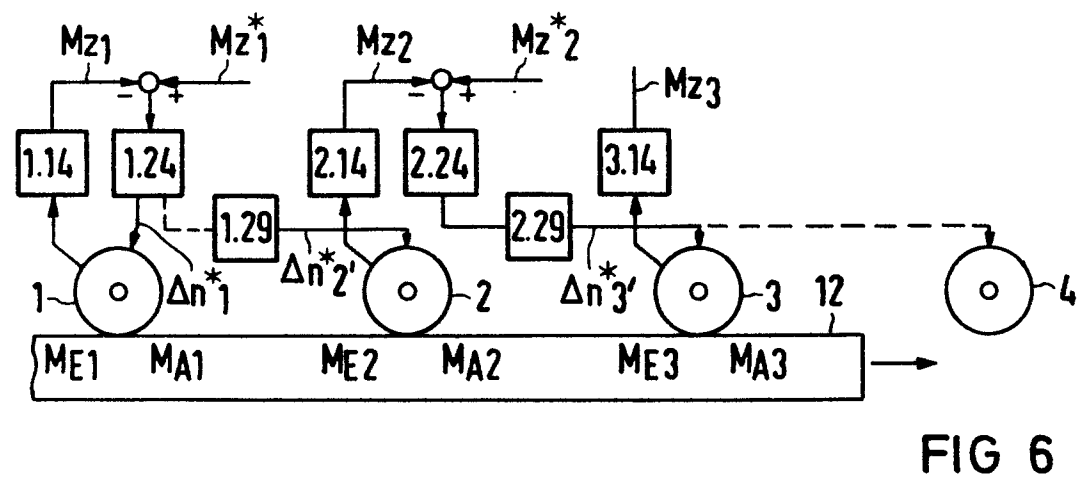 Mz1 Mz*1 Mz2 Mz*2
− + − + Mz3
1.14 1.24 2.14 2.24 3.14
1.29 2.29
Δn*1 Δn*2' Δn*3'
1 2 3 12 4
ME1 MA1 ME2 MA2 ME3 MA3
FIG 6